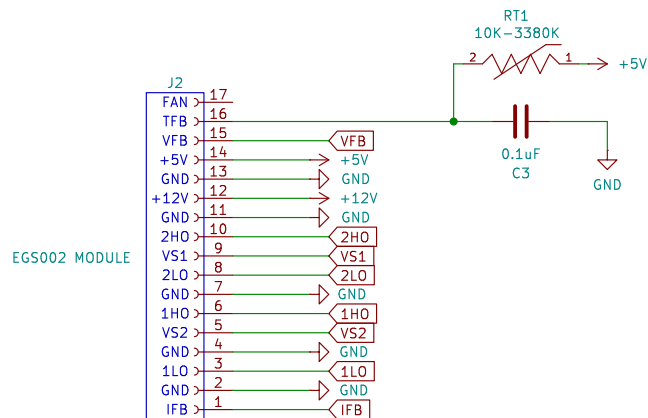 RT1
10K-3380K
2
1
+5V
J2
FAN 17
TFB 16
VFB 15 VFB
0.1uF
C3
GND
+5V 14 +5V
GND 13 GND
+12V 12 +12V
GND 11 GND
2HO 10 2HO
EGS002 MODULE
VS1 9 VS1
2LO 8 2LO
GND 7 GND
1HO 6 1HO
VS2 5 VS2
GND 4 GND
1LO 3 1LO
GND 2 GND
IFB 1 IFB